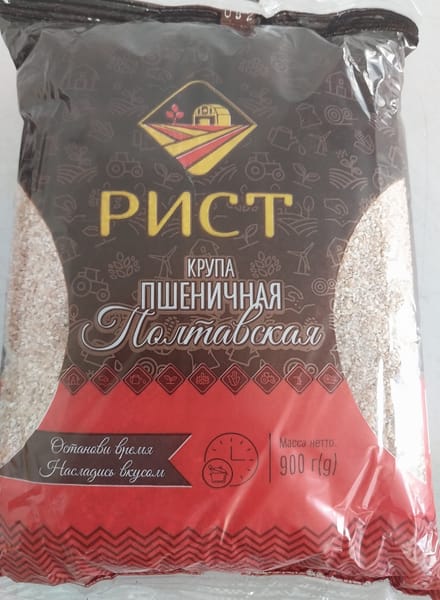 РИСТ
КРУПА
ПШЕНИЧНАЯ
Полтавская
Останови время
Насладись вкусом
Масса нетто:
900 г(g)